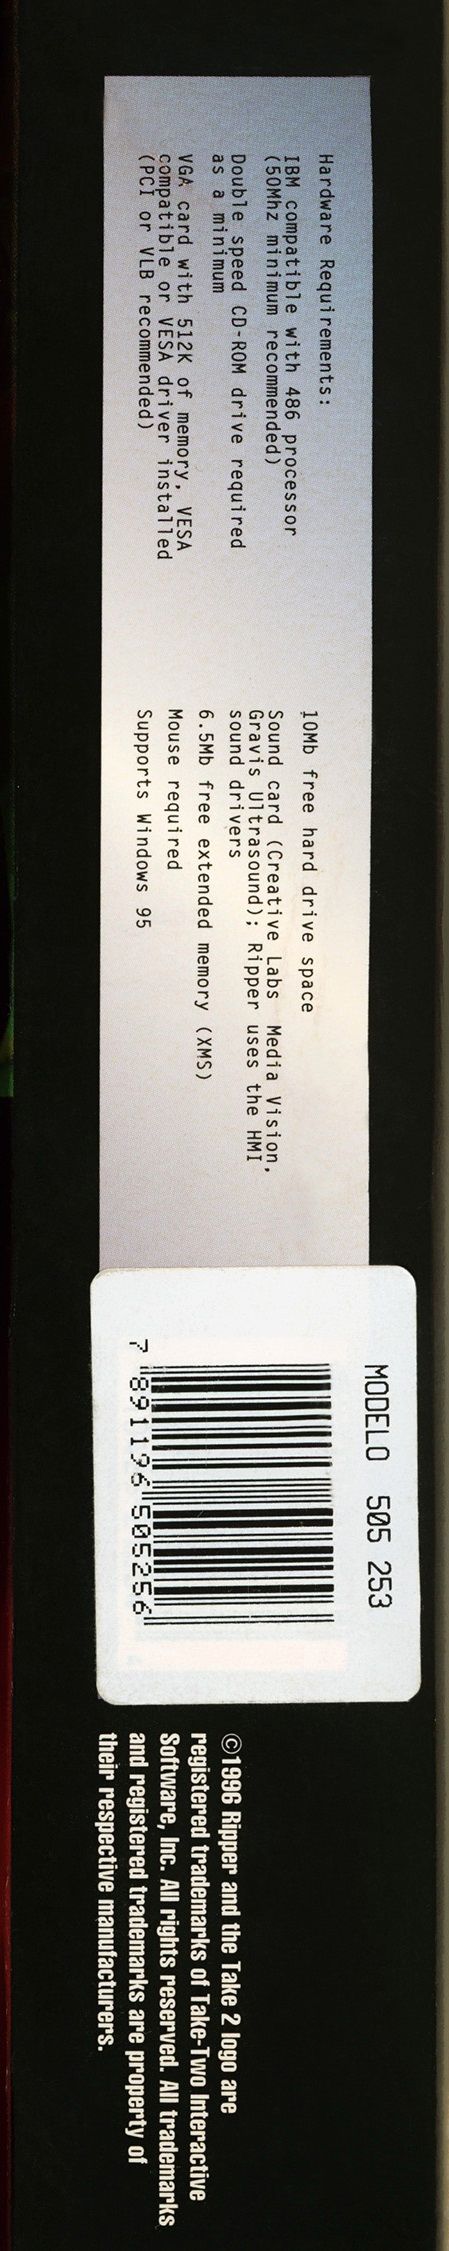 Hardware Requirements:
IBM compatible with 486 processor
(50Mhz minimum recommended)
Double speed CD-ROM drive required
as a minimum
VGA card with 512K of memory, VESA
compatible or VESA driver installed
(PCI or VLB recommended)
10Mb free hard drive space
Sound card (Creative Labs Media Vision,
Gravis Ultrasound); Ripper uses the HMI
sound drivers
6.5Mb free extended memory (XMS)
Mouse required
Supports Windows 95
MODELO 505 253
7 891196 505256
©1996 Ripper and the Take 2 logo are
registered trademarks of Take-Two Interactive
Software, Inc. All rights reserved. All trademarks
and registered trademarks are property of
their respective manufacturers.